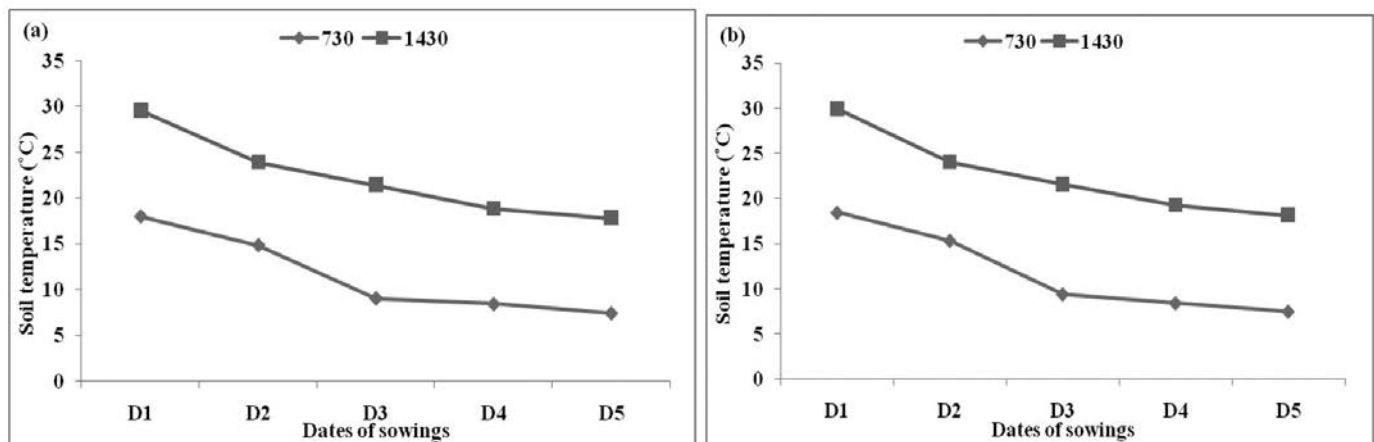 (a)
730 1430
35
30
25
20
15
10
5
0
Soil temperature (˚C)
D1 D2 D3 D4 D5
Dates of sowings
(b)
730 1430
35
30
25
20
15
10
5
0
Soil temperature (˚C)
D1 D2 D3 D4 D5
Dates of sowings